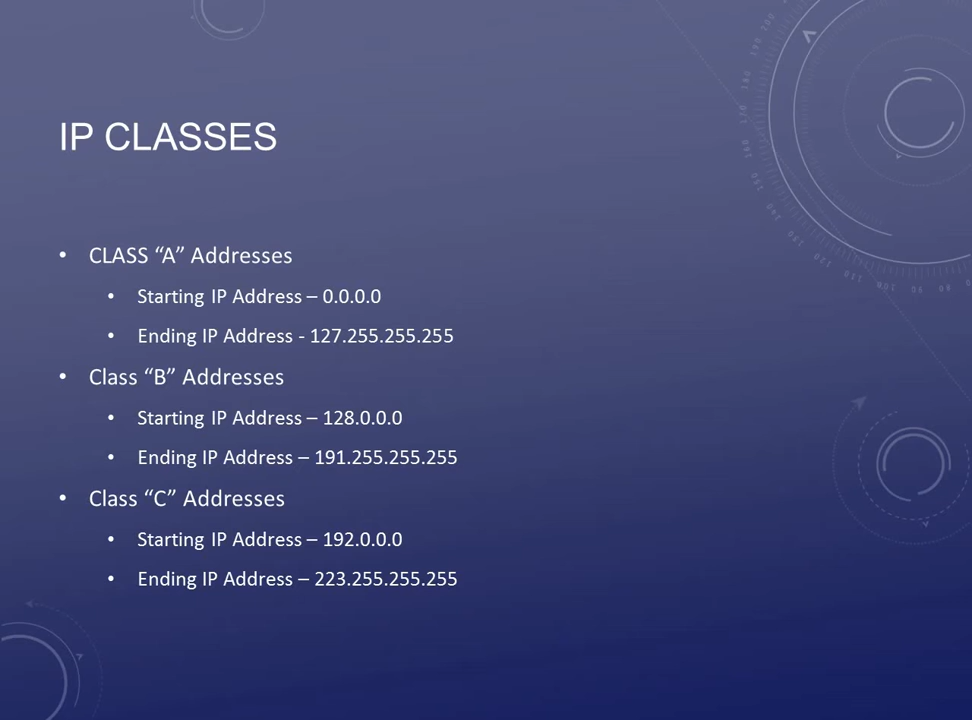 IP CLASSES
• CLASS “A” Addresses
• Starting IP Address – 0.0.0.0
• Ending IP Address - 127.255.255.255
• Class “B” Addresses
• Starting IP Address – 128.0.0.0
• Ending IP Address – 191.255.255.255
• Class “C” Addresses
• Starting IP Address – 192.0.0.0
• Ending IP Address – 223.255.255.255